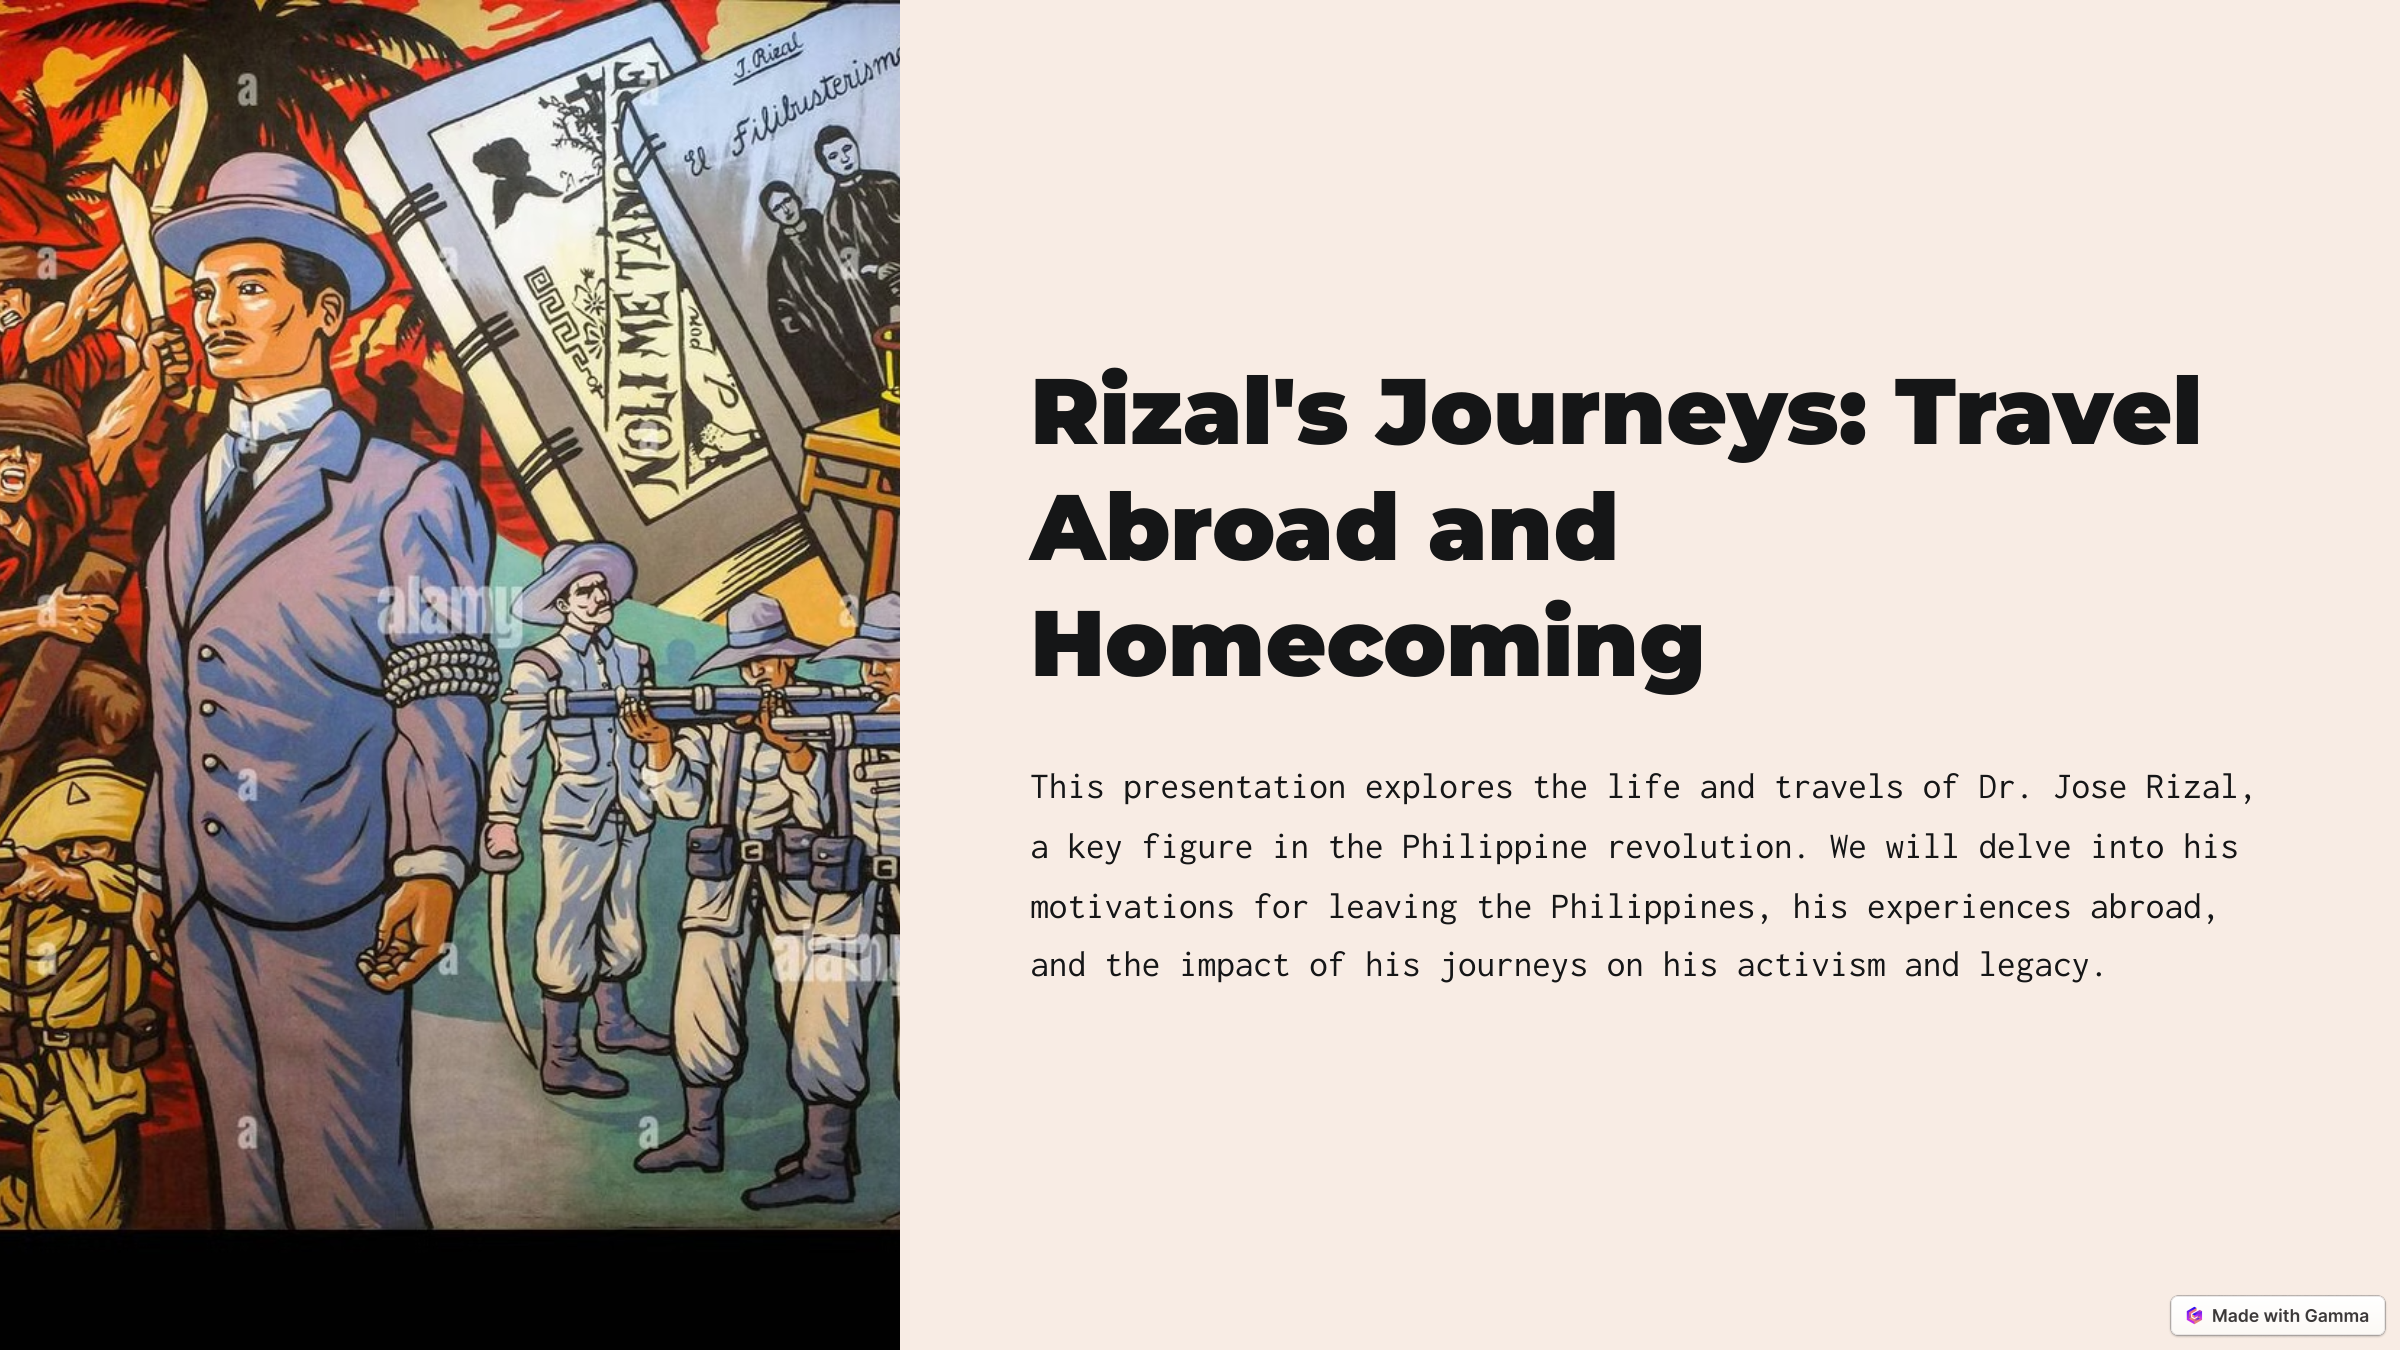 J. Rizal
El Filibusterismo
NOLI ME TANGERE
alamy
alamy
Rizal's Journeys: Travel
Abroad and
Homecoming
This presentation explores the life and travels of Dr. Jose Rizal,
a key figure in the Philippine revolution. We will delve into his
motivations for leaving the Philippines, his experiences abroad,
and the impact of his journeys on his activism and legacy.
Made with Gamma